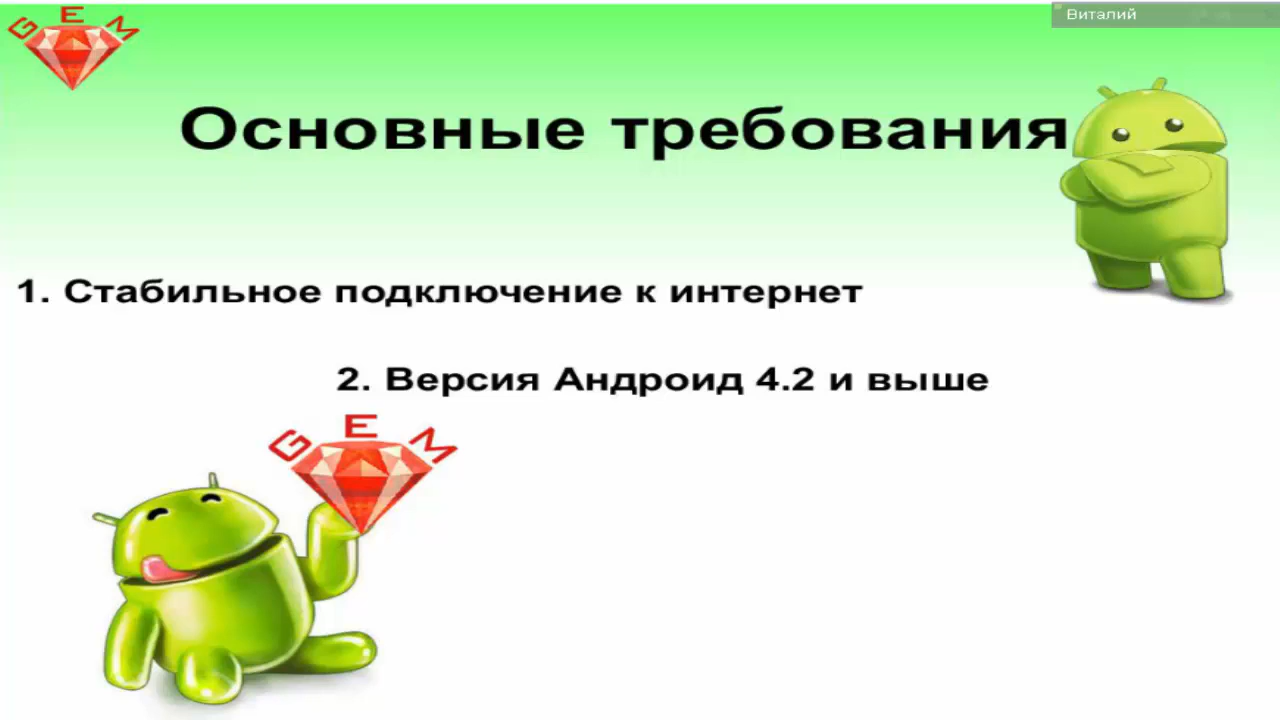 GEM
Виталий
Основные требования
1. Стабильное подключение к интернет
2. Версия Андроид 4.2 и выше
GEM